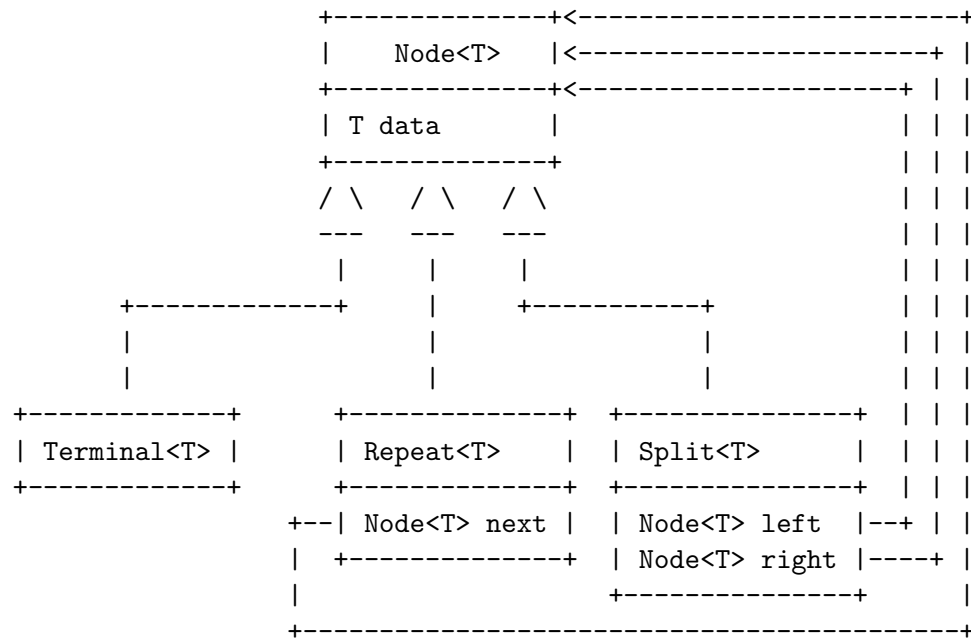 Node<T>
T data
Terminal<T>
Repeat<T>
Split<T>
Node<T> next
Node<T> left
Node<T> right